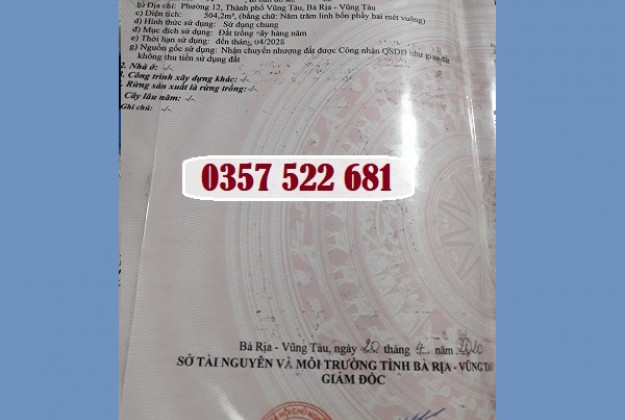 b) Địa chỉ: Phường 12, Thành phố Vũng Tàu, Bà Rịa - Vũng Tàu
c) Diện tích: 504,2m², (bằng chữ: Năm trăm linh bốn phẩy hai mét vuông)
d) Hình thức sử dụng: Sử dụng chung
đ) Mục đích sử dụng: Đất trồng cây hàng năm
e) Thời hạn sử dụng: đến tháng, 04/2028
g) Nguồn gốc sử dụng: Nhận chuyển nhượng đất được Công nhận QSDĐ như giao đất
không thu tiền sử dụng đất
2. Nhà ở: -/-
3. Công trình xây dựng khác: -/-
4. Rừng sản xuất là rừng trồng: -/-
5. Cây lâu năm: -/-
Ghi chú: -/-
0357 522 681
Bà Rịa - Vũng Tàu, ngày 20 tháng 4 năm 2020
SỞ TÀI NGUYÊN VÀ MÔI TRƯỜNG TỈNH BÀ RỊA - VŨNG TÀU
GIÁM ĐỐC